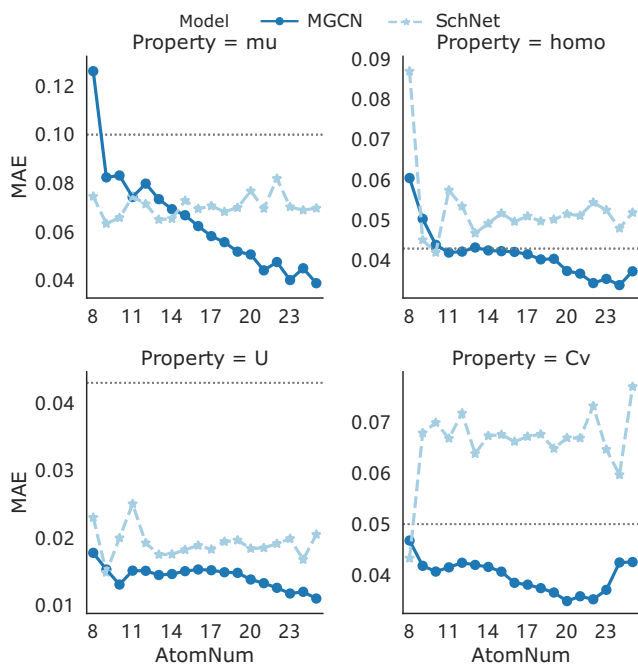 Model MGCN SchNet
Property = mu
Property = homo
MAE
0.12
0.10
0.08
0.06
0.04
8 11 14 17 20 23
0.09
0.08
0.07
0.06
0.05
0.04
8 11 14 17 20 23
Property = U
Property = Cv
MAE
0.04
0.03
0.02
0.01
8 11 14 17 20 23
AtomNum
0.07
0.06
0.05
0.04
8 11 14 17 20 23
AtomNum